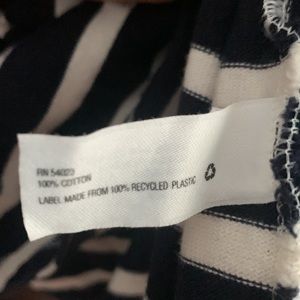 RN 54023
100% COTTON
LABEL MADE FROM 100% RECYCLED PLASTIC